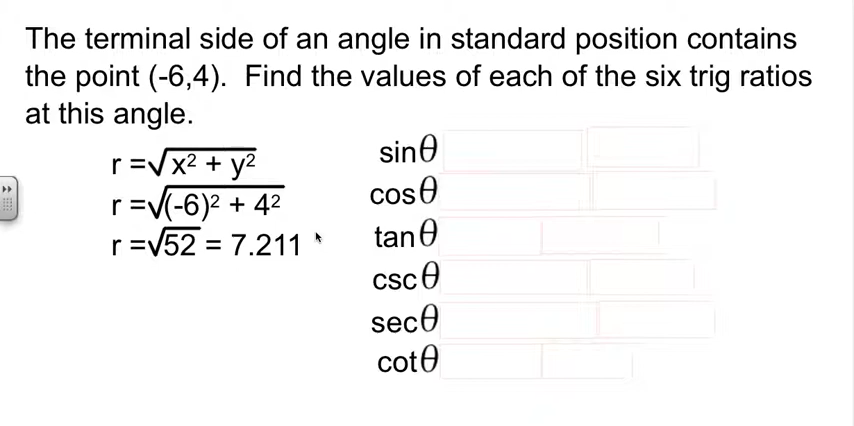 The terminal side of an angle in standard position contains
the point (-6,4).  Find the values of each of the six trig ratios
at this angle.
r =√x² + y²
r =√(-6)² + 4²
r =√52 = 7.211
sinθ
cosθ
tanθ
cscθ
secθ
cotθ